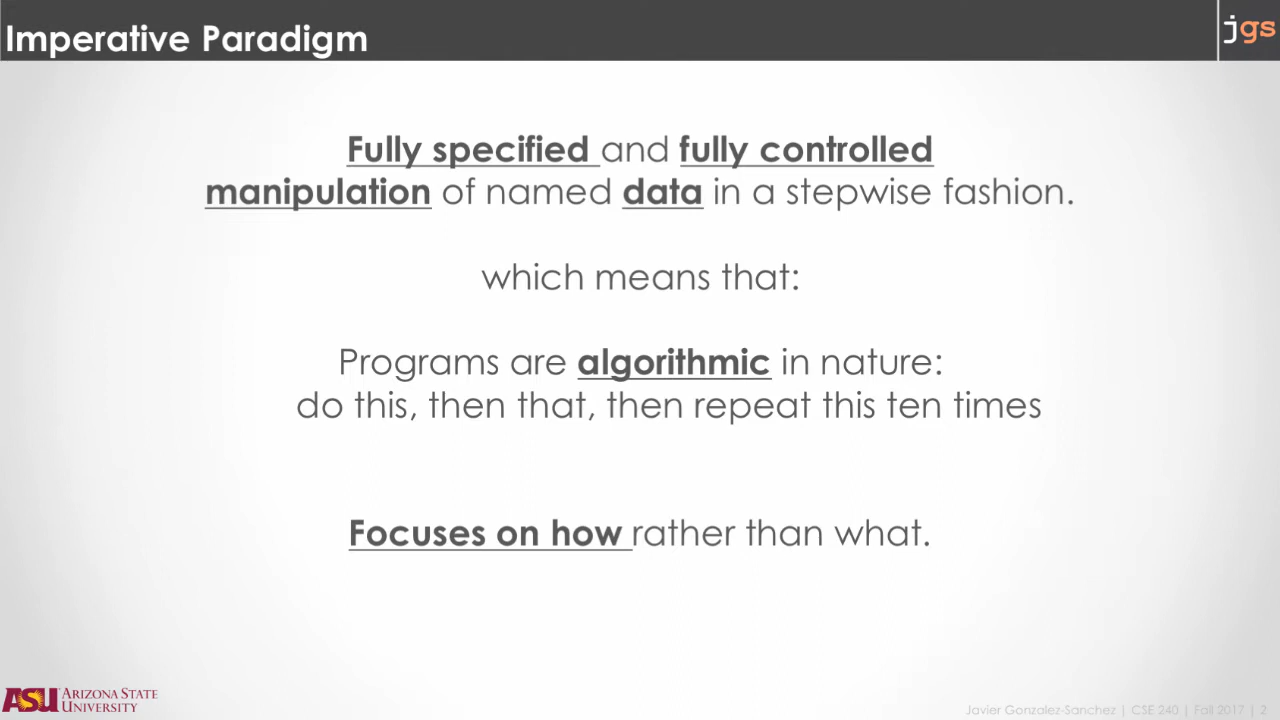 Imperative Paradigm
jgs
Fully specified and fully controlled
manipulation of named data in a stepwise fashion.
which means that:
Programs are algorithmic in nature:
do this, then that, then repeat this ten times
Focuses on how rather than what.
ASU ARIZONA STATE
UNIVERSITY
Javier Gonzalez-Sanchez | CSE 240 | Fall 2017 | 2